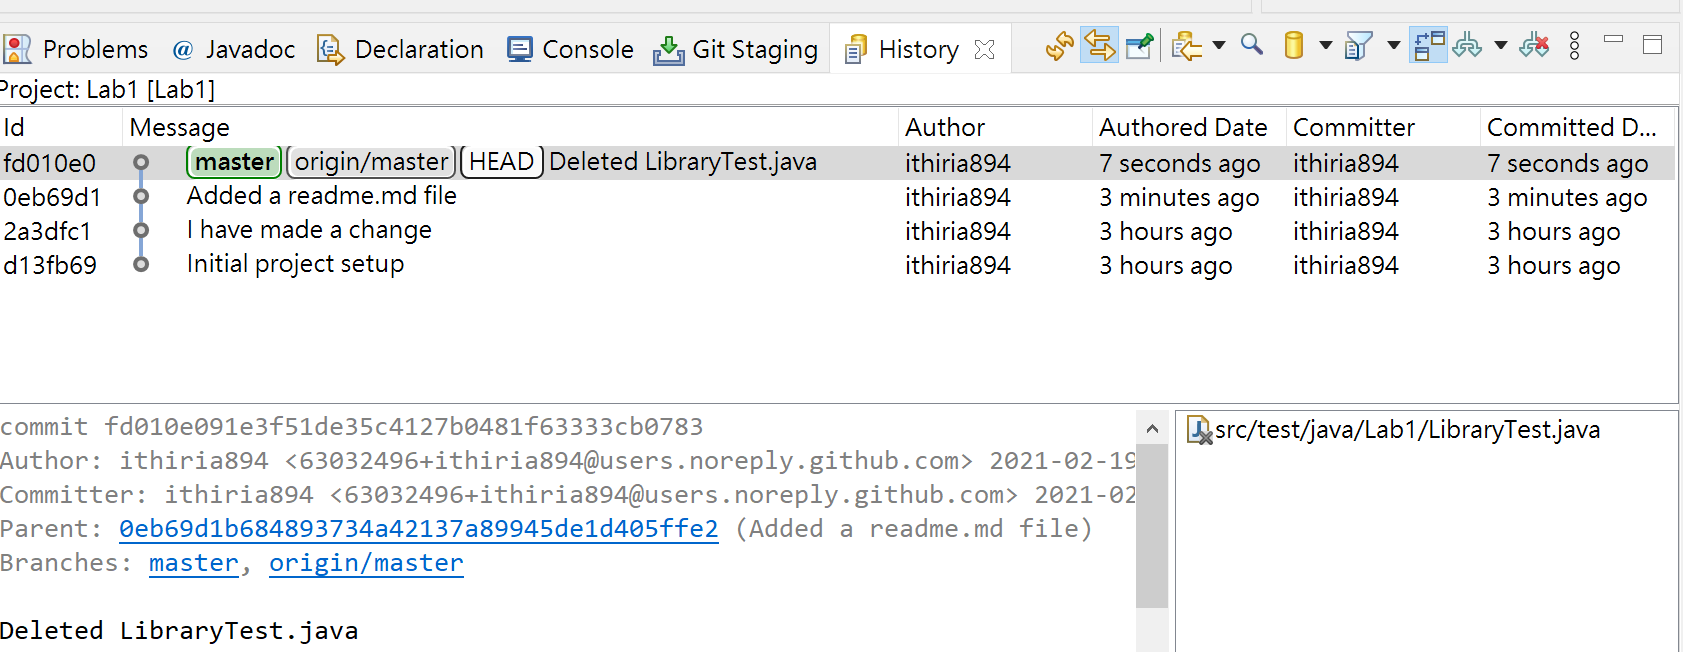 Problems @ Javadoc Declaration Console Git Staging History
Project: Lab1 [Lab1]
Id Message Author Authored Date Committer Committed D...
fd010e0 master origin/master HEAD Deleted LibraryTest.java ithiria894 7 seconds ago ithiria894 7 seconds ago
0eb69d1 Added a readme.md file ithiria894 3 minutes ago ithiria894 3 minutes ago
2a3dfc1 I have made a change ithiria894 3 hours ago ithiria894 3 hours ago
d13fb69 Initial project setup ithiria894 3 hours ago ithiria894 3 hours ago
commit fd010e091e3f51de35c4127b0481f63333cb0783
Author: ithiria894 <63032496+ithiria894@users.noreply.github.com> 2021-02-19
Committer: ithiria894 <63032496+ithiria894@users.noreply.github.com> 2021-02
Parent: 0eb69d1b684893734a42137a89945de1d405ffe2 (Added a readme.md file)
Branches: master, origin/master
Deleted LibraryTest.java
src/test/java/Lab1/LibraryTest.java